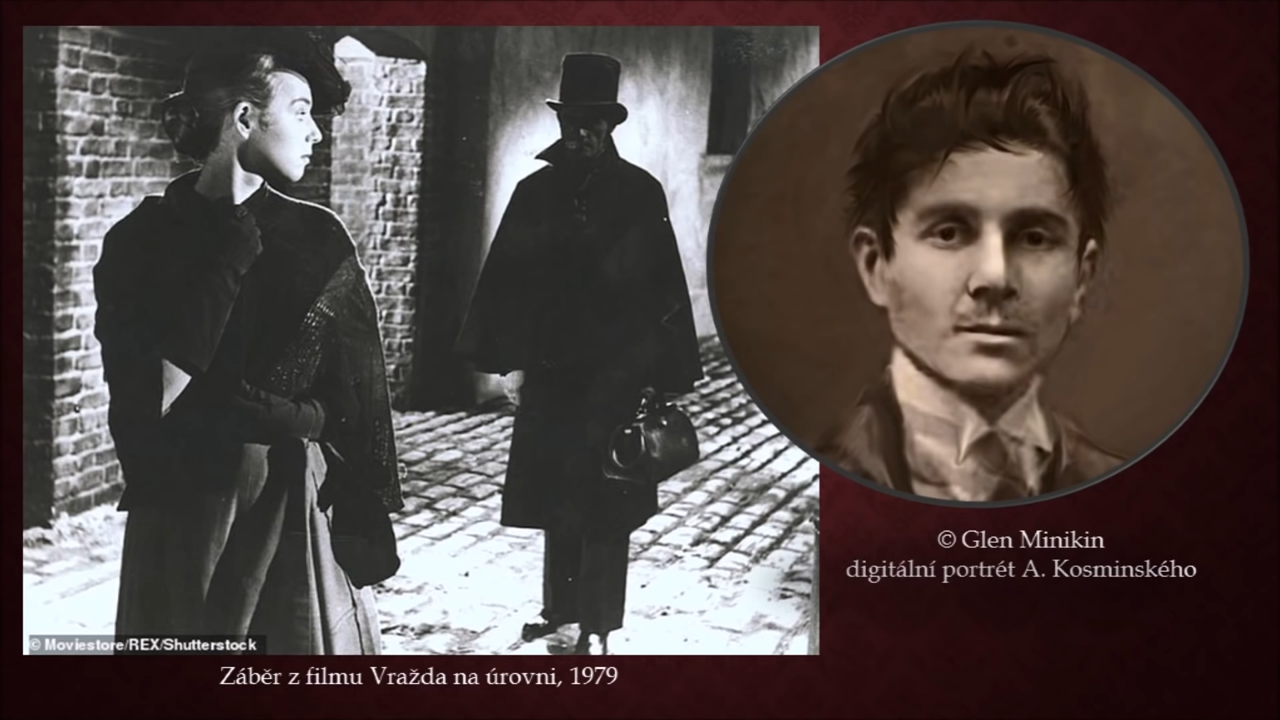 © Moviestore/REX/Shutterstock
Záběr z filmu Vražda na úrovni, 1979
© Glen Minikin
digitální portrét A. Kosminského